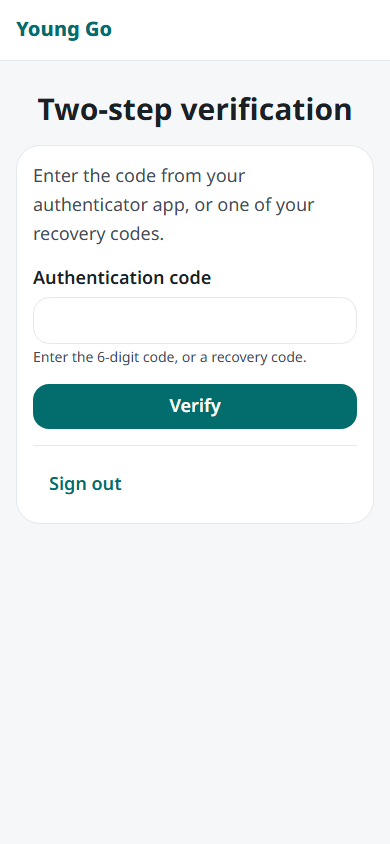 Young Go
Two-step verification
Enter the code from your
authenticator app, or one of your
recovery codes.
Authentication code
Enter the 6-digit code, or a recovery code.
Verify
Sign out